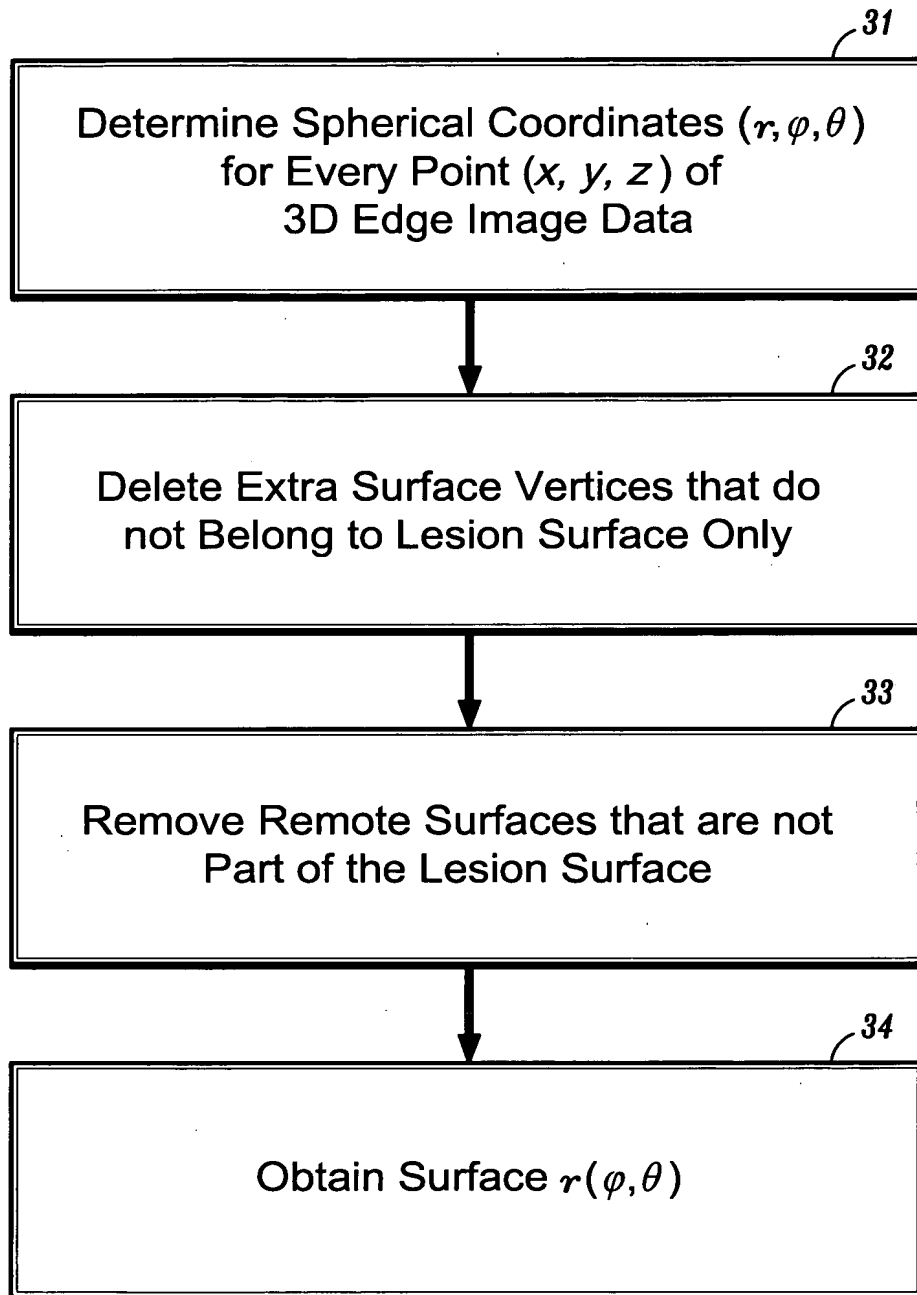 31
Determine Spherical Coordinates (r, φ, θ)
for Every Point (x, y, z) of
3D Edge Image Data
32
Delete Extra Surface Vertices that do
not Belong to Lesion Surface Only
33
Remove Remote Surfaces that are not
Part of the Lesion Surface
34
Obtain Surface r(φ, θ)